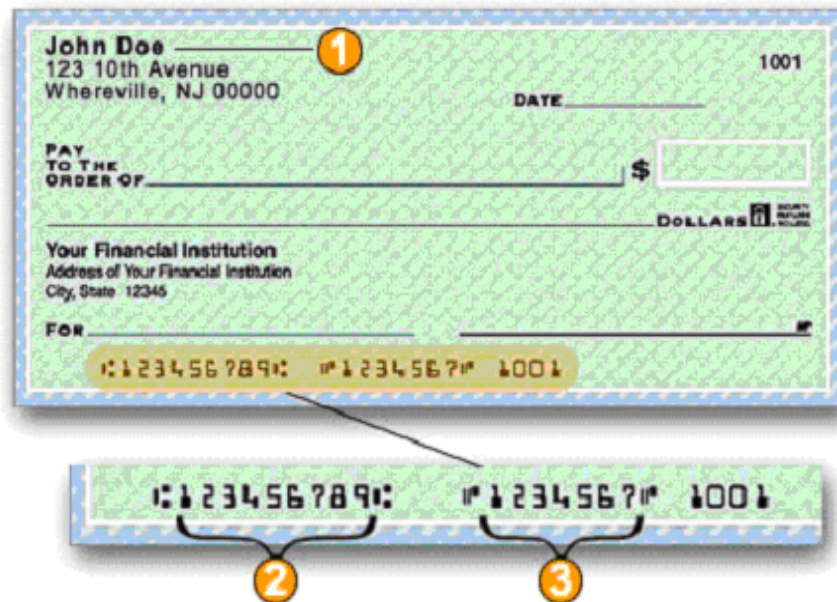 John Doe
1
123 10th Avenue
Whereville, NJ 00000
1001
DATE
PAY
TO THE
ORDER OF
$
DOLLARS
Your Financial Institution
Address of Your Financial Institution
City, State 12345
FOR
MP
⑆123456789⑆ ⑈1234567⑈ 1001
⑆123456789⑆ ⑈1234567⑈ 1001
2
3